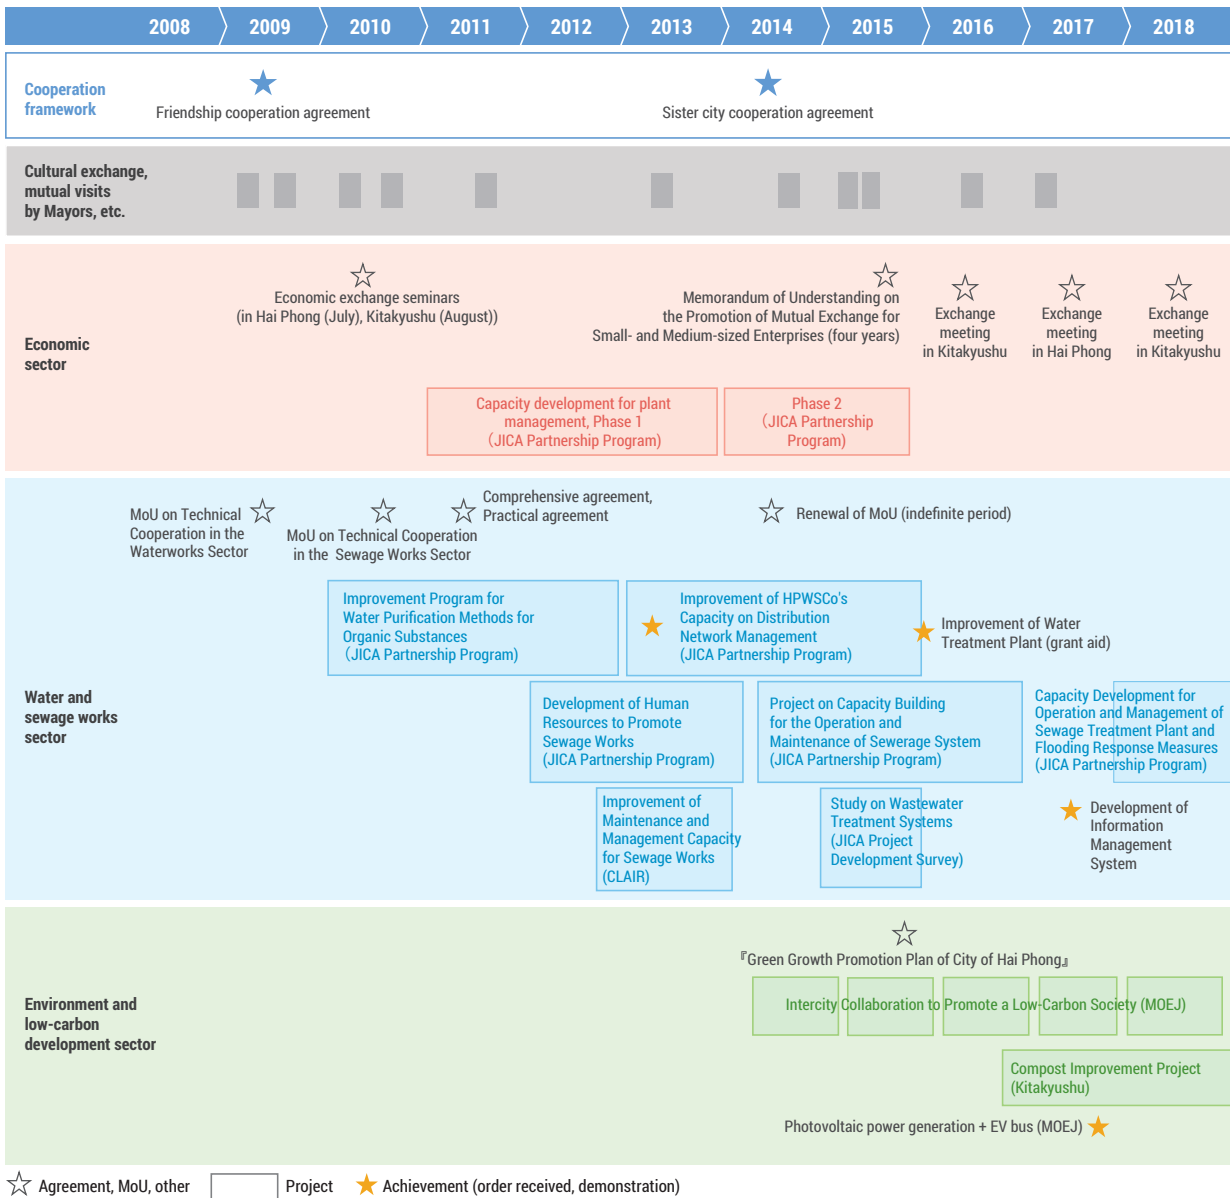 2008 2009 2010 2011 2012 2013 2014 2015 2016 2017 2018
Cooperation
framework
Friendship cooperation agreement
Sister city cooperation agreement
Cultural exchange,
mutual visits
by Mayors, etc.
Economic
sector
Economic exchange seminars
(in Hai Phong (July), Kitakyushu (August))
Memorandum of Understanding on
the Promotion of Mutual Exchange for
Small- and Medium-sized Enterprises (four years)
Exchange
meeting
in Kitakyushu
Exchange
meeting
in Hai Phong
Exchange
meeting
in Kitakyushu
Capacity development for plant
management, Phase 1
（JICA Partnership Program)
Phase 2
（JICA Partnership
Program)
Water and
sewage works
sector
MoU on Technical
Cooperation in the
Waterworks Sector
MoU on Technical Cooperation
in the Sewage Works Sector
Comprehensive agreement,
Practical agreement
Renewal of MoU (indefinite period)
Improvement Program for
Water Purification Methods for
Organic Substances
（JICA Partnership Program)
Improvement of HPWSCo's
Capacity on Distribution
Network Management
(JICA Partnership Program)
Improvement of Water
Treatment Plant (grant aid)
Development of Human
Resources to Promote
Sewage Works
(JICA Partnership Program)
Project on Capacity Building
for the Operation and
Maintenance of Sewerage System
(JICA Partnership Program)
Capacity Development for
Operation and Management of
Sewage Treatment Plant and
Flooding Response Measures
(JICA Partnership Program)
Improvement of
Maintenance and
Management Capacity
for Sewage Works
(CLAIR)
Study on Wastewater
Treatment Systems
(JICA Project
Development Survey)
Development of
Information
Management
System
Environment and
low-carbon
development sector
『Green Growth Promotion Plan of City of Hai Phong』
Intercity Collaboration to Promote a Low-Carbon Society (MOEJ)
Compost Improvement Project
(Kitakyushu)
Photovoltaic power generation + EV bus (MOEJ)
Agreement, MoU, other Project Achievement (order received, demonstration)